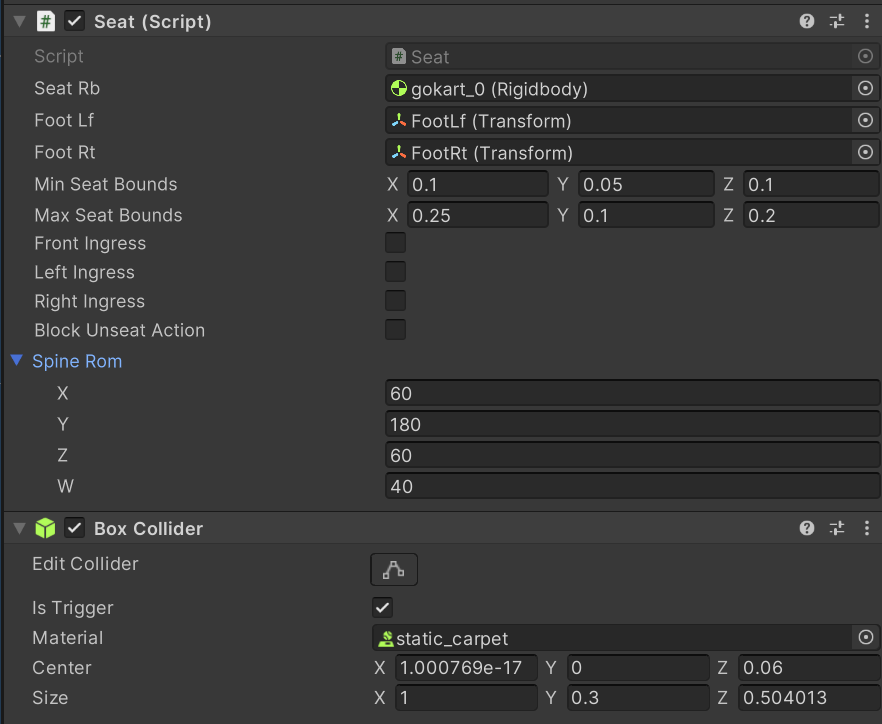 Seat (Script)
Script Seat
Seat Rb gokart_0 (Rigidbody)
Foot Lf FootLf (Transform)
Foot Rt FootRt (Transform)
Min Seat Bounds X 0.1 Y 0.05 Z 0.1
Max Seat Bounds X 0.25 Y 0.1 Z 0.2
Front Ingress
Left Ingress
Right Ingress
Block Unseat Action
Spine Rom
X 60
Y 180
Z 60
W 40
Box Collider
Edit Collider
Is Trigger
Material static_carpet
Center X 1.000769e-17 Y 0 Z 0.06
Size X 1 Y 0.3 Z 0.504013